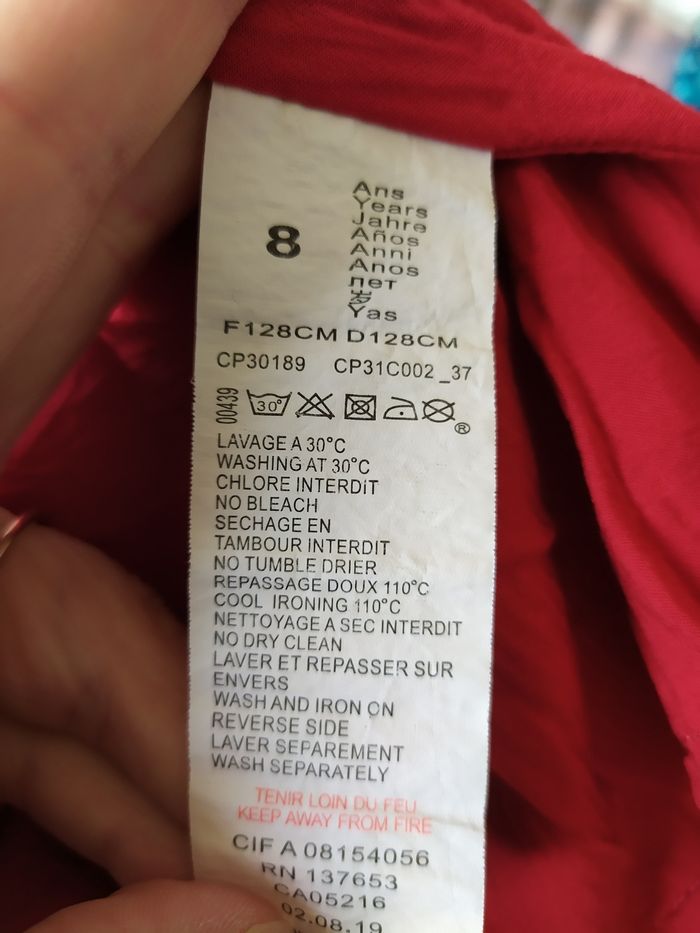 8
Ans
Years
Jahre
Años
Anni
Anos
лет
岁
Yas
F128CM D128CM
CP30189 CP31C002_37
00439
30°
®
LAVAGE A 30°C
WASHING AT 30°C
CHLORE INTERDIT
NO BLEACH
SECHAGE EN
TAMBOUR INTERDIT
NO TUMBLE DRIER
REPASSAGE DOUX 110°C
COOL IRONING 110°C
NETTOYAGE A SEC INTERDIT
NO DRY CLEAN
LAVER ET REPASSER SUR
ENVERS
WASH AND IRON ON
REVERSE SIDE
LAVER SEPAREMENT
WASH SEPARATELY
TENIR LOIN DU FEU
KEEP AWAY FROM FIRE
CIF A 08154056
RN 137653
CA05216
02.08.19